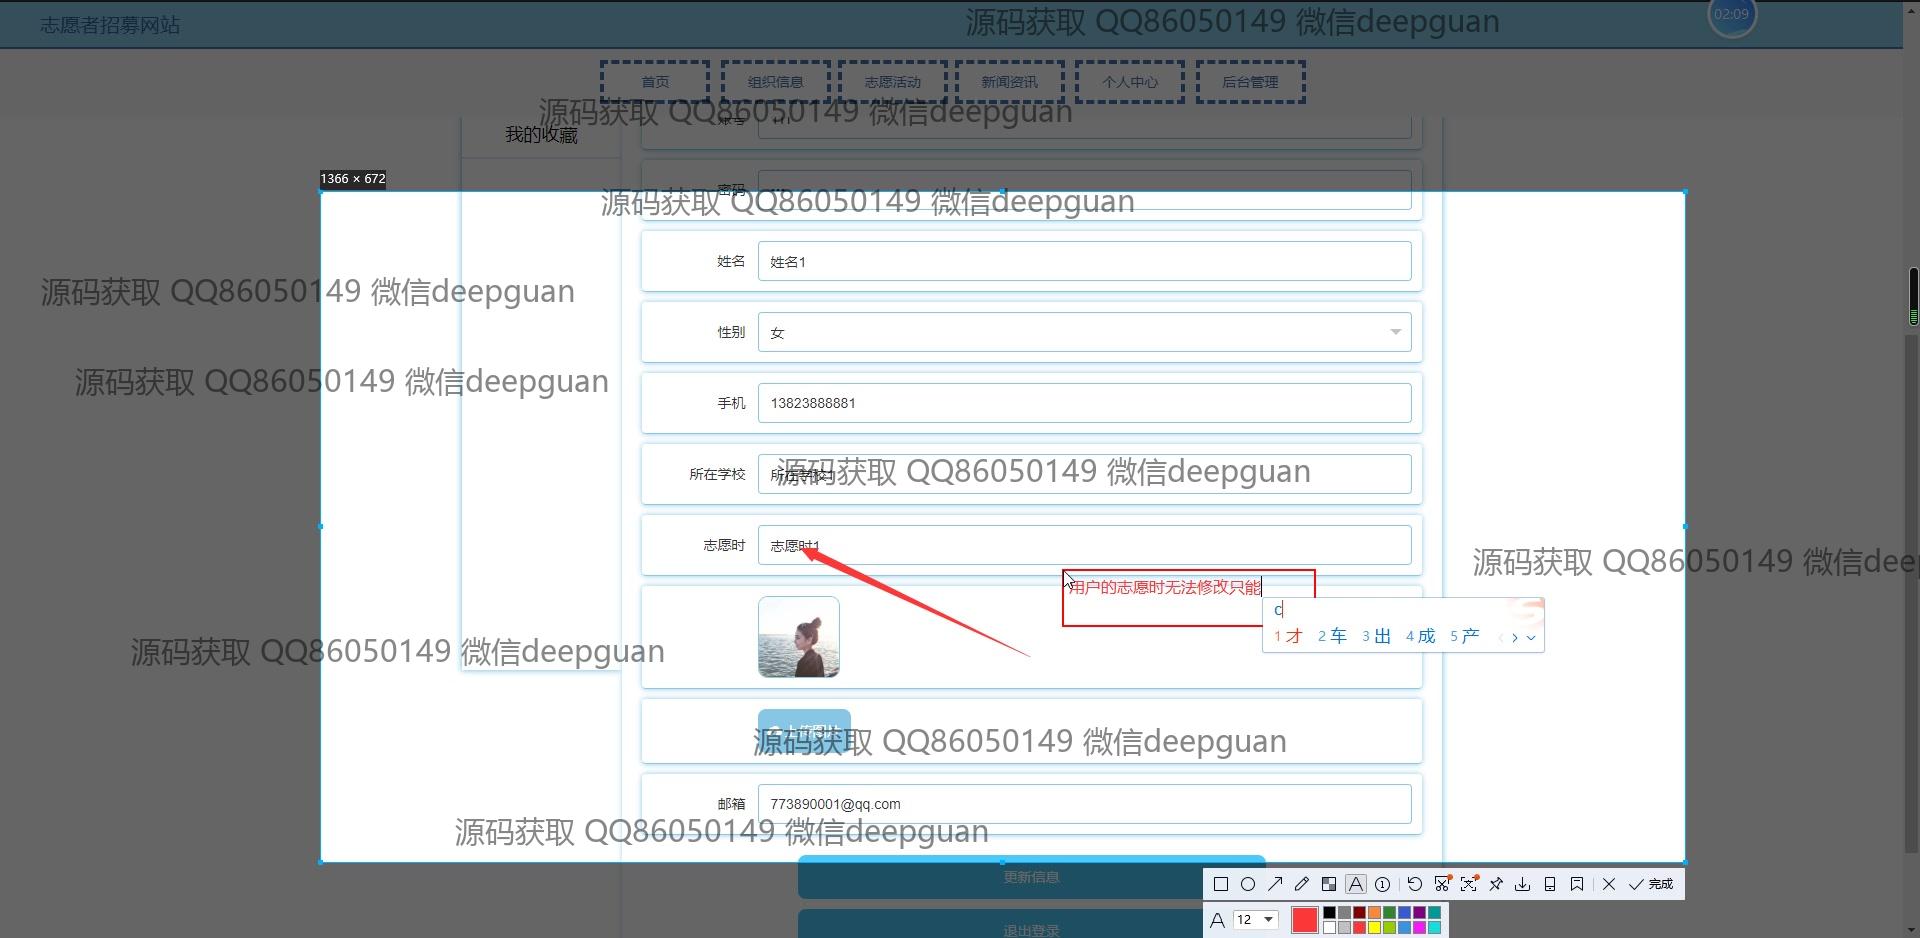 志愿者招募网站
源码获取 QQ86050149 微信deepguan
02:09
首页
组织信息
志愿活动
新闻资讯
个人中心
后台管理
源码获取 QQ86050149 微信deepguan
账号
111
我的收藏
1366 × 672
密码
源码获取 QQ86050149 微信deepguan
姓名
姓名1
源码获取 QQ86050149 微信deepguan
性别
女
源码获取 QQ86050149 微信deepguan
手机
13823888881
所在学校
所在学校1
源码获取 QQ86050149 微信deepguan
志愿时
志愿时1
源码获取 QQ86050149 微信deep
用户的志愿时无法修改只能
c
1 才 2 车 3 出 4 成 5 产
源码获取 QQ86050149 微信deepguan
上传图片
源码获取 QQ86050149 微信deepguan
邮箱
773890001@qq.com
源码获取 QQ86050149 微信deepguan
更新信息
完成
A 12
退出登录